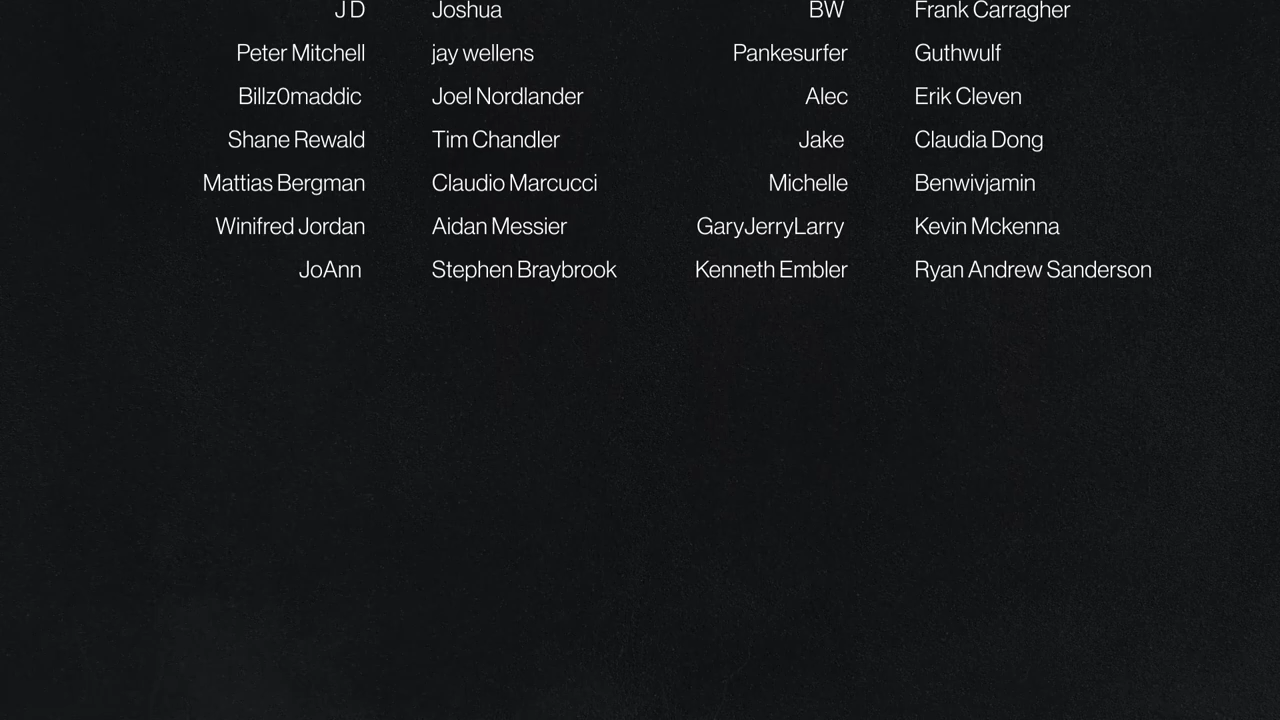 J D Joshua BW Frank Carragher
Peter Mitchell jay wellens Pankesurfer Guthwulf
Billz0maddic Joel Nordlander Alec Erik Cleven
Shane Rewald Tim Chandler Jake Claudia Dong
Mattias Bergman Claudio Marcucci Michelle Benwivjamin
Winifred Jordan Aidan Messier GaryJerryLarry Kevin Mckenna
JoAnn Stephen Braybrook Kenneth Embler Ryan Andrew Sanderson